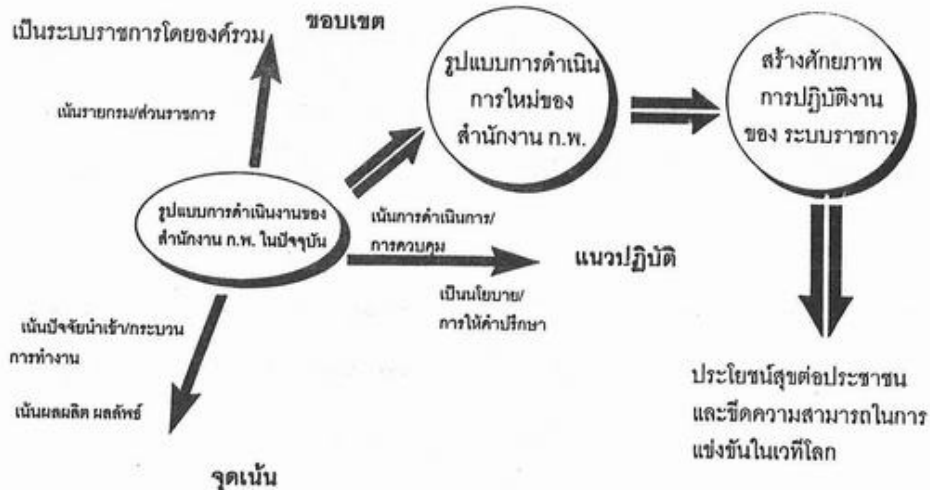 ขอบเขต
เป็นระบบราชการโดยองค์รวม
เน้นรายกรม/ส่วนราชการ
รูปแบบการดำเนิน
การใหม่ของ
สำนักงาน ก.พ.
สร้างศักยภาพ
การปฏิบัติงาน
ของ ระบบราชการ
รูปแบบการดำเนินงานของ
สำนักงาน ก.พ. ในปัจจุบัน
เน้นการดำเนินการ/
การควบคุม
แนวปฏิบัติ
เป็นนโยบาย/
การให้คำปรึกษา
เน้นปัจจัยนำเข้า/กระบวน
การทำงาน
เน้นผลผลิต ผลลัพธ์
จุดเน้น
ประโยชน์สุขต่อประชาชน
และขีดความสามารถในการ
แข่งขันในเวทีโลก